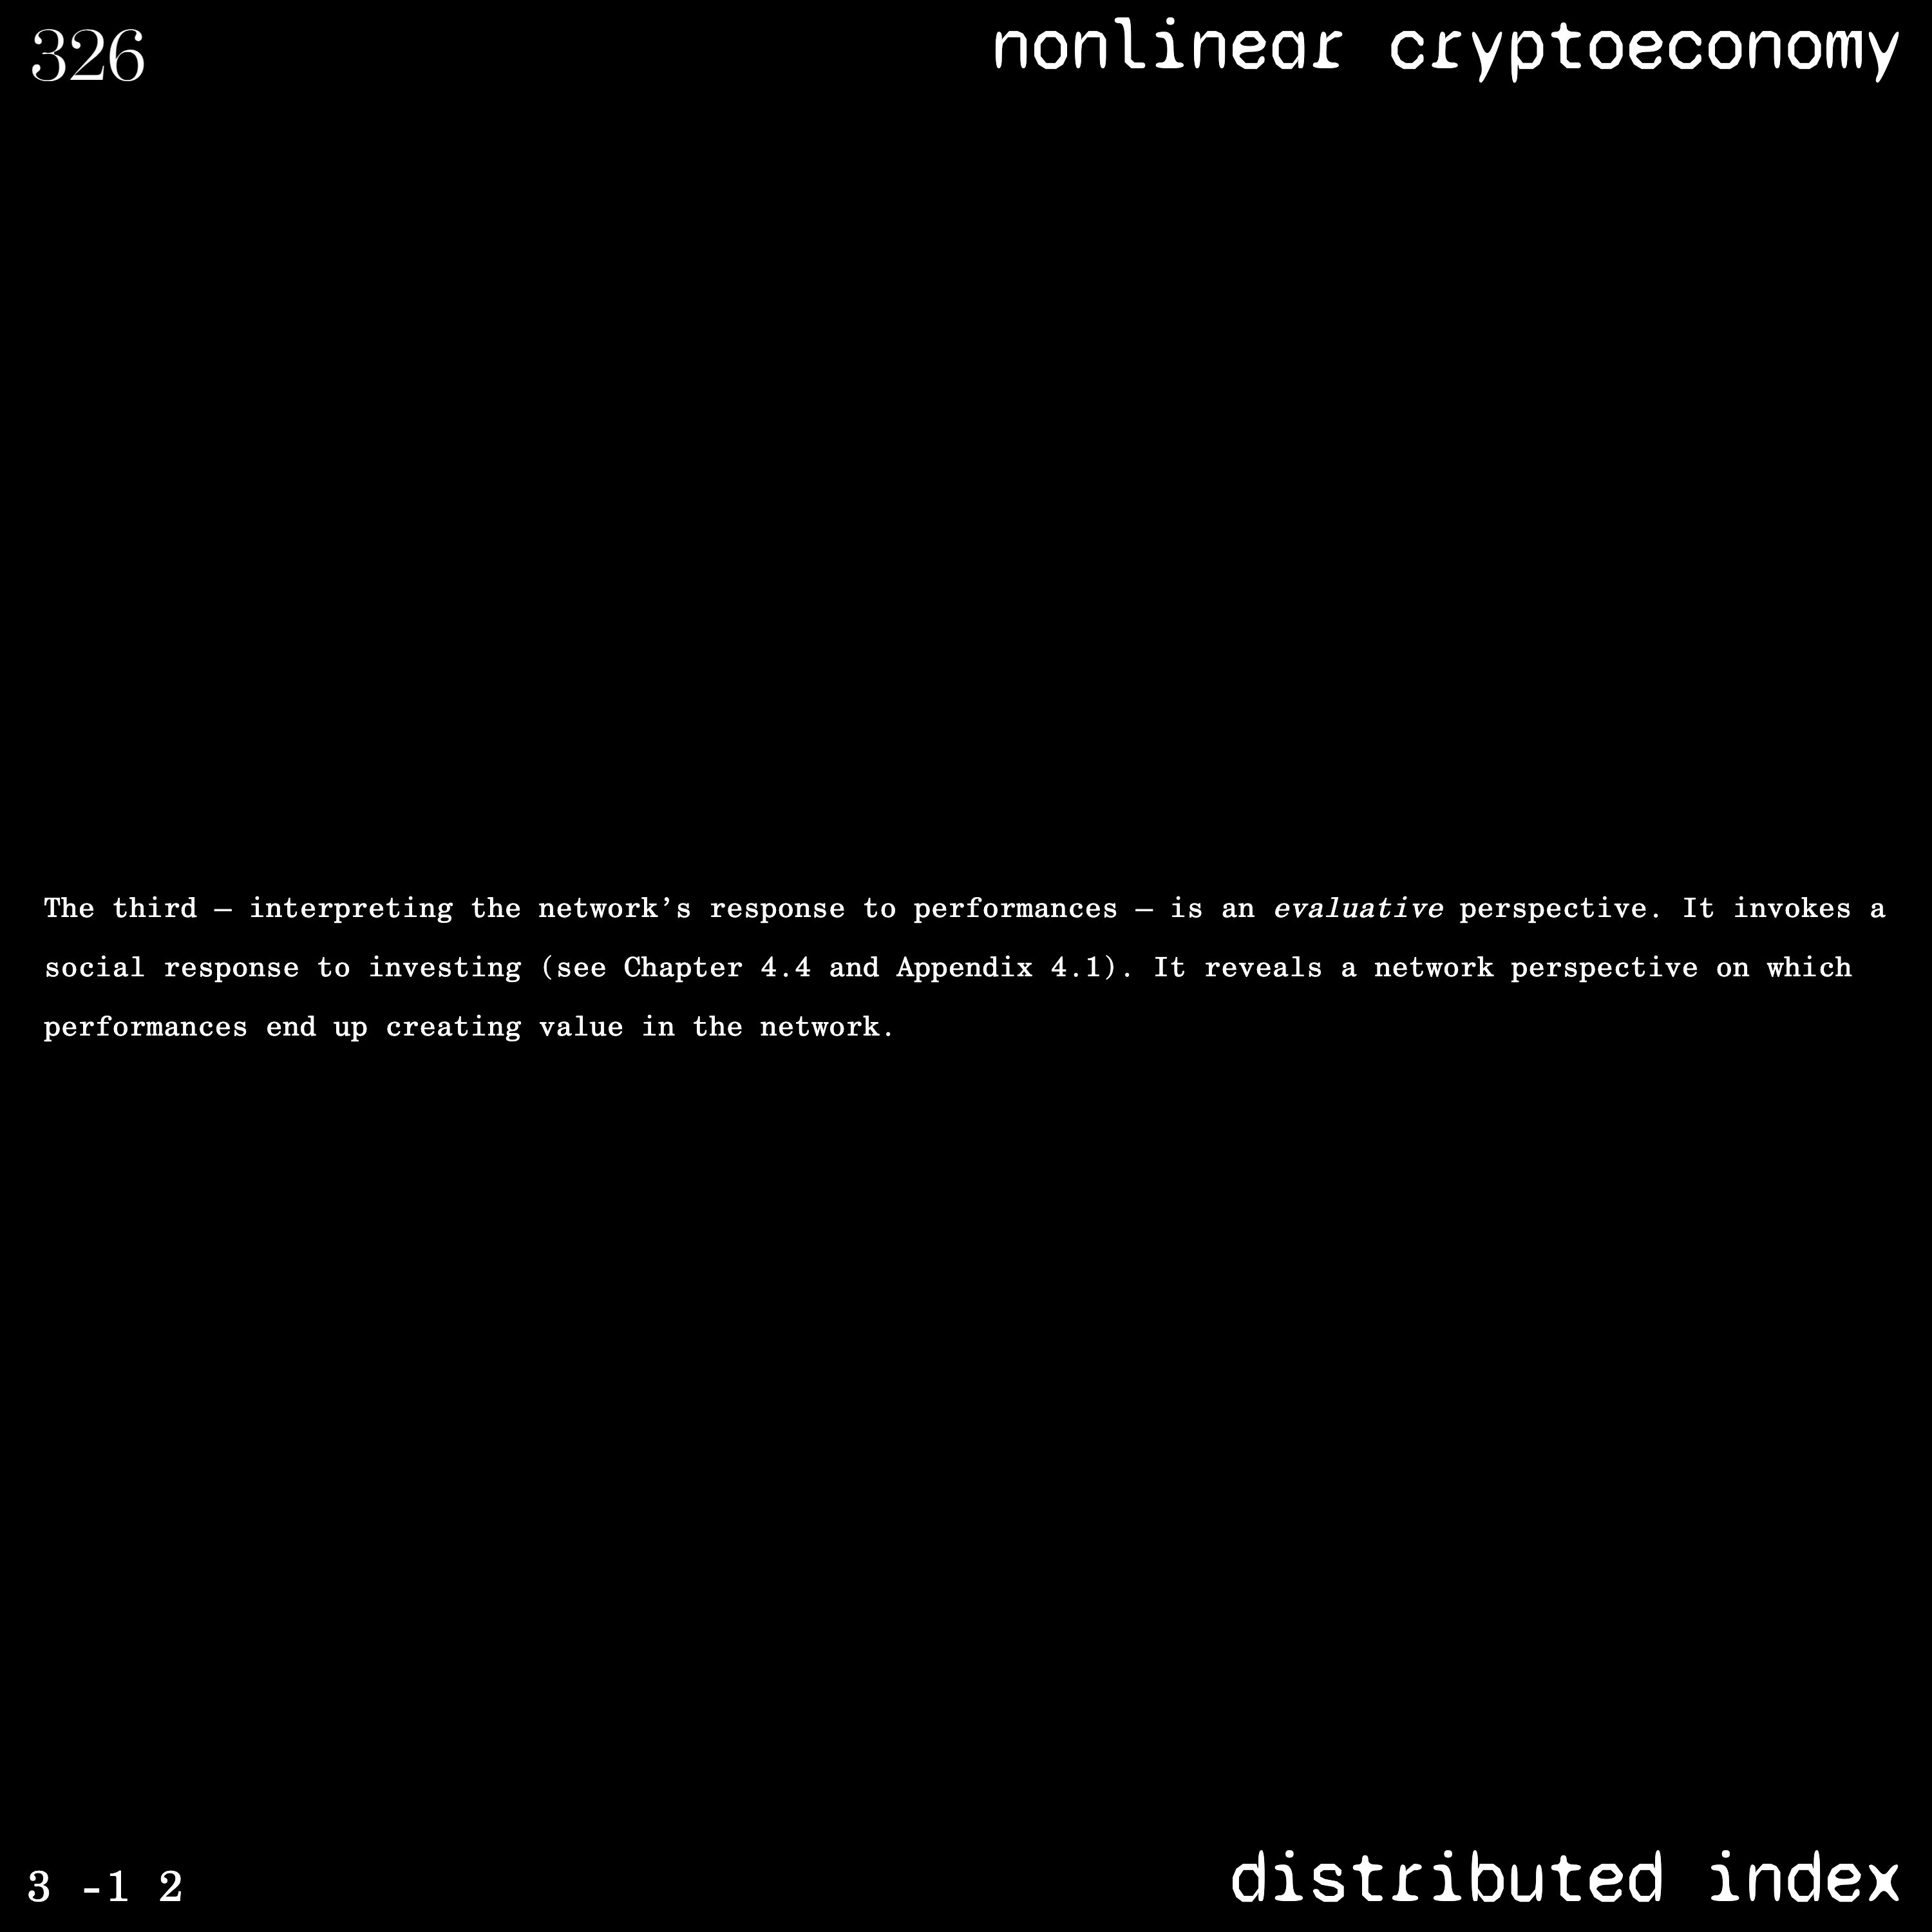 326
nonlinear cryptoeconomy
The third — interpreting the network’s response to performances — is an evaluative perspective. It invokes a
social response to investing (see Chapter 4.4 and Appendix 4.1). It reveals a network perspective on which
performances end up creating value in the network.
3 -1 2
distributed index